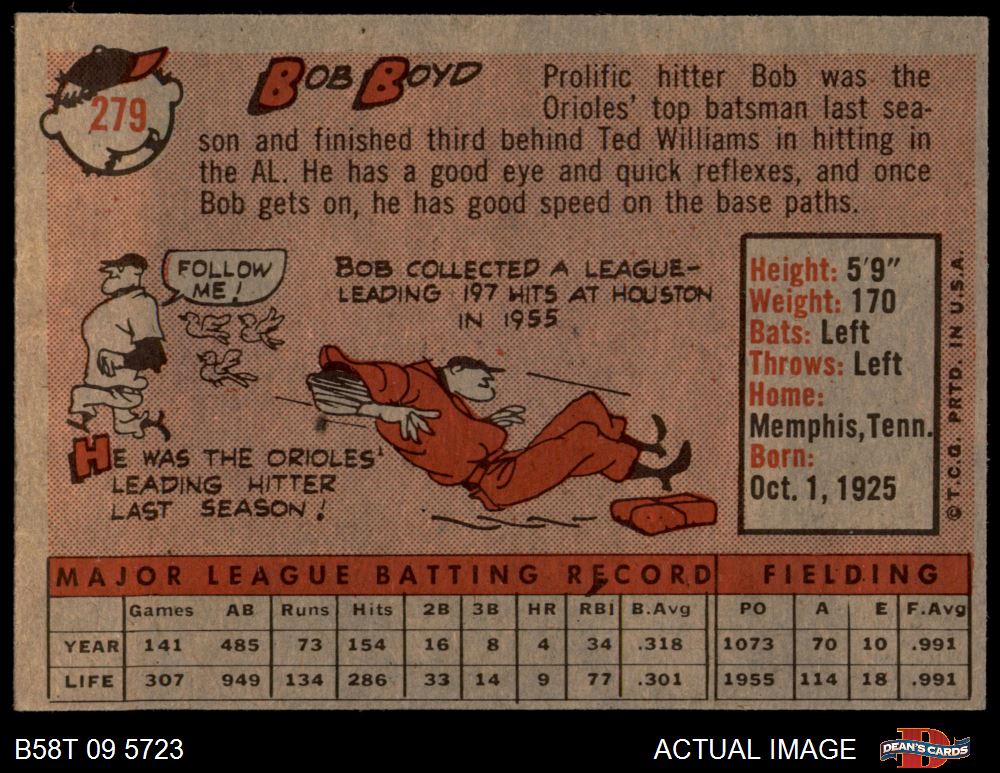 279
BOB BOYD
Prolific hitter Bob was the
Orioles' top batsman last sea-
son and finished third behind Ted Williams in hitting in
the AL. He has a good eye and quick reflexes, and once
Bob gets on, he has good speed on the base paths.
FOLLOW
ME!
BOB COLLECTED A LEAGUE-
LEADING 197 HITS AT HOUSTON
IN 1955
HE WAS THE ORIOLES'
LEADING HITTER
LAST SEASON!
Height: 5'9"
Weight: 170
Bats: Left
Throws: Left
Home:
Memphis, Tenn.
Born:
Oct. 1, 1925
© T.C.G. PRTD. IN U.S.A.
MAJOR LEAGUE BATTING RECORD FIELDING
Games AB Runs Hits 2B 3B HR RBI B.Avg PO A E F.Avg
YEAR 141 485 73 154 16 8 4 34 .318 1073 70 10 .991
LIFE 307 949 134 286 33 14 9 77 .301 1955 114 18 .991
B58T 09 5723
ACTUAL IMAGE
DEAN'S CARDS